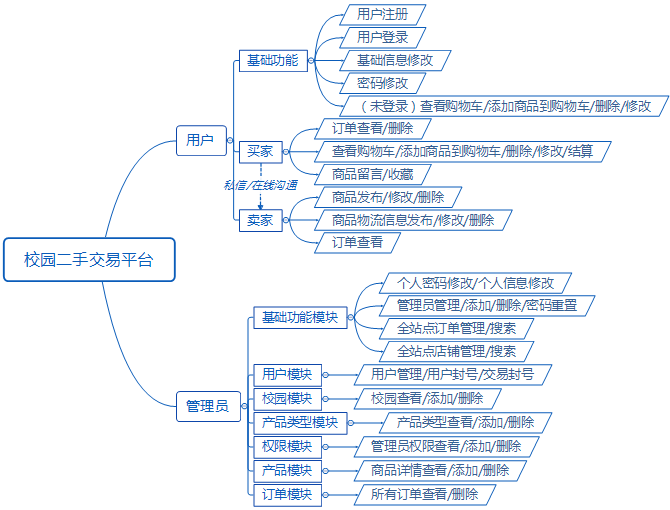 校园二手交易平台
用户
基础功能
用户注册
用户登录
基础信息修改
密码修改
（未登录）查看购物车/添加商品到购物车/删除/修改
买家
订单查看/删除
查看购物车/添加商品到购物车/删除/修改/结算
商品留言/收藏
私信/在线沟通
卖家
商品发布/修改/删除
商品物流信息发布/修改/删除
订单查看
管理员
基础功能模块
个人密码修改/个人信息修改
管理员管理/添加/删除/密码重置
全站点订单管理/搜索
全站点店铺管理/搜索
用户模块
用户管理/用户封号/交易封号
校园模块
校园查看/添加/删除
产品类型模块
产品类型查看/添加/删除
权限模块
管理员权限查看/添加/删除
产品模块
商品详情查看/添加/删除
订单模块
所有订单查看/删除